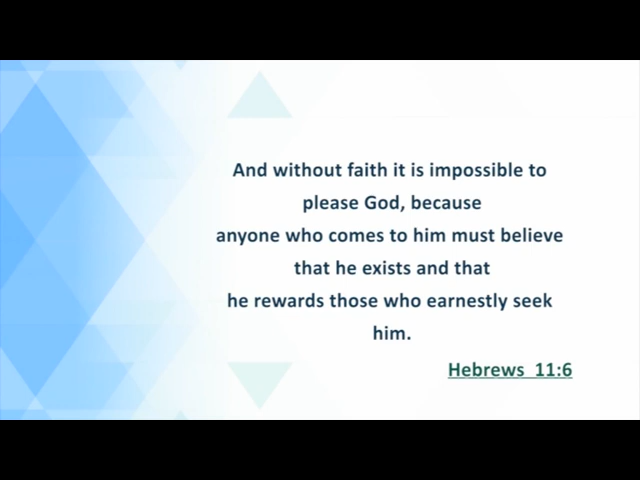 And without faith it is impossible to
please God, because
anyone who comes to him must believe
that he exists and that
he rewards those who earnestly seek
him.
Hebrews 11:6